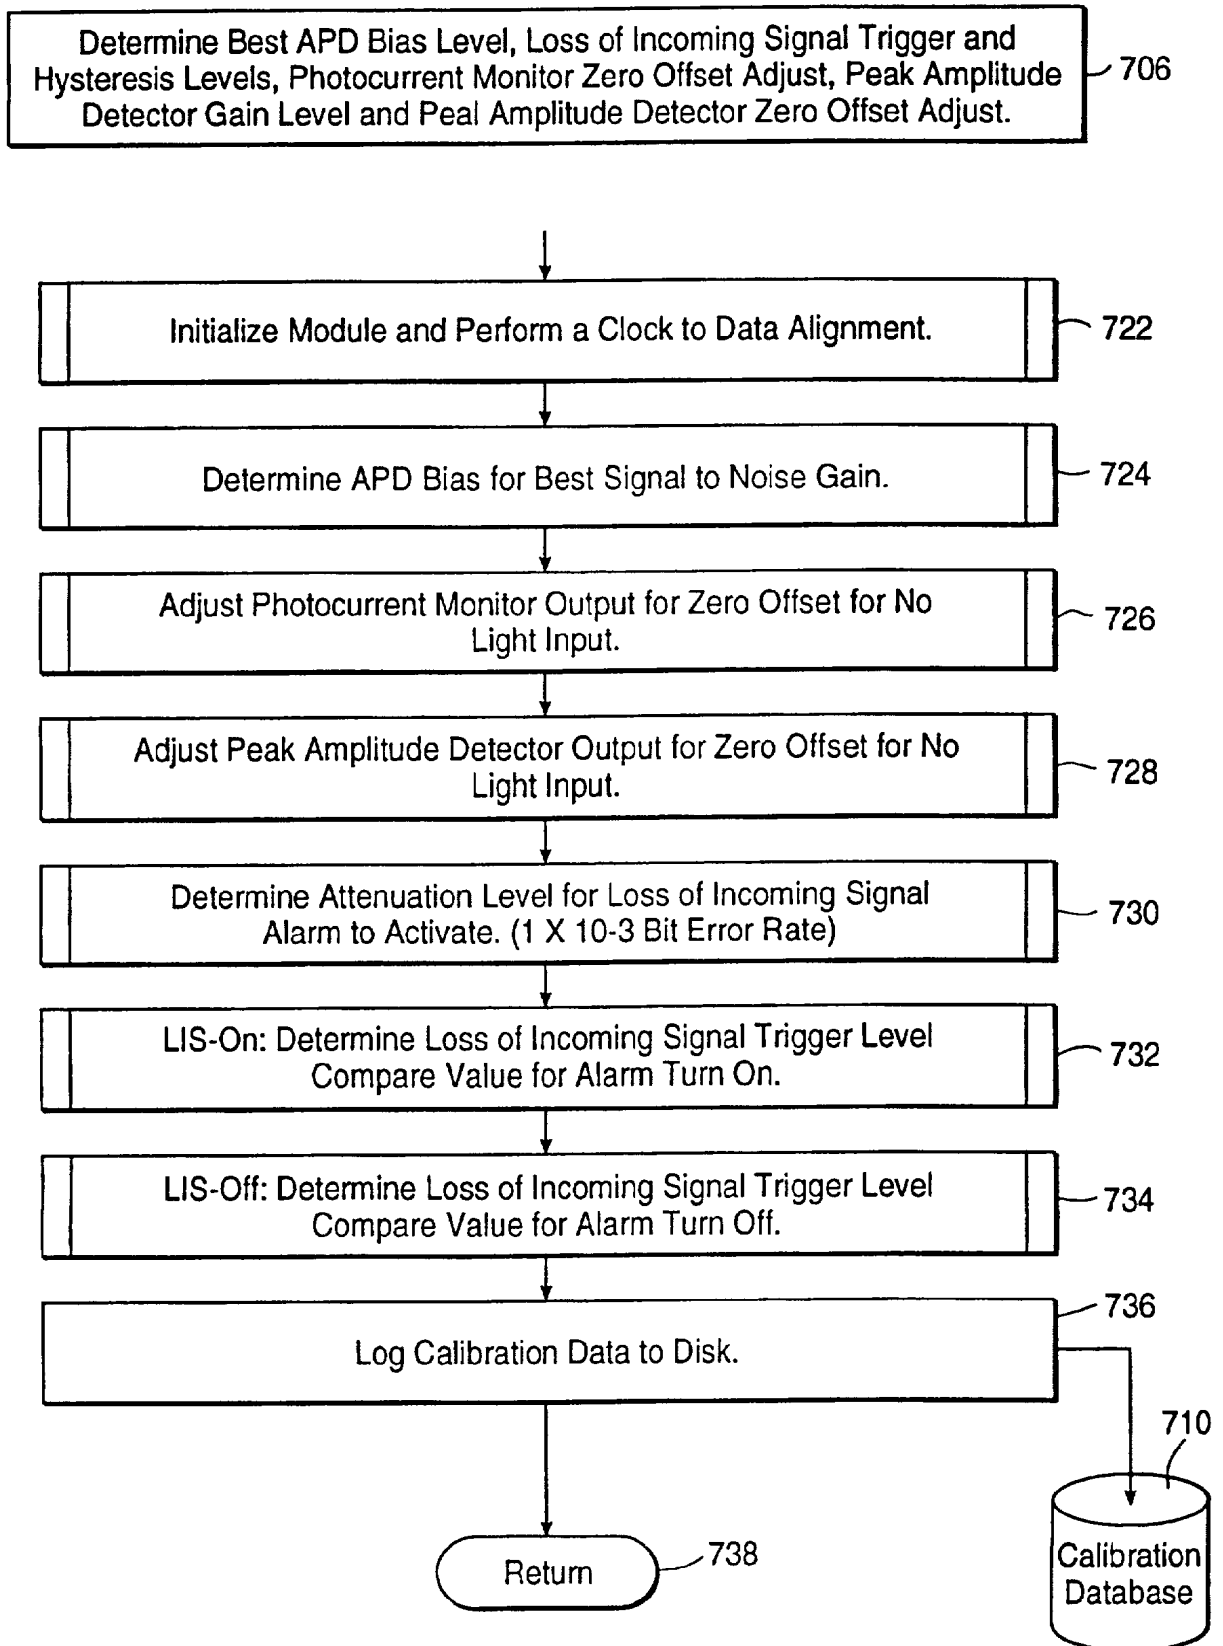 Determine Best APD Bias Level, Loss of Incoming Signal Trigger and
Hysteresis Levels, Photocurrent Monitor Zero Offset Adjust, Peak Amplitude
Detector Gain Level and Peal Amplitude Detector Zero Offset Adjust.
706
Initialize Module and Perform a Clock to Data Alignment.
722
Determine APD Bias for Best Signal to Noise Gain.
724
Adjust Photocurrent Monitor Output for Zero Offset for No
Light Input.
726
Adjust Peak Amplitude Detector Output for Zero Offset for No
Light Input.
728
Determine Attenuation Level for Loss of Incoming Signal
Alarm to Activate. (1 X 10-3 Bit Error Rate)
730
LIS-On: Determine Loss of Incoming Signal Trigger Level
Compare Value for Alarm Turn On.
732
LIS-Off: Determine Loss of Incoming Signal Trigger Level
Compare Value for Alarm Turn Off.
734
Log Calibration Data to Disk.
736
710
Calibration
Database
Return
738